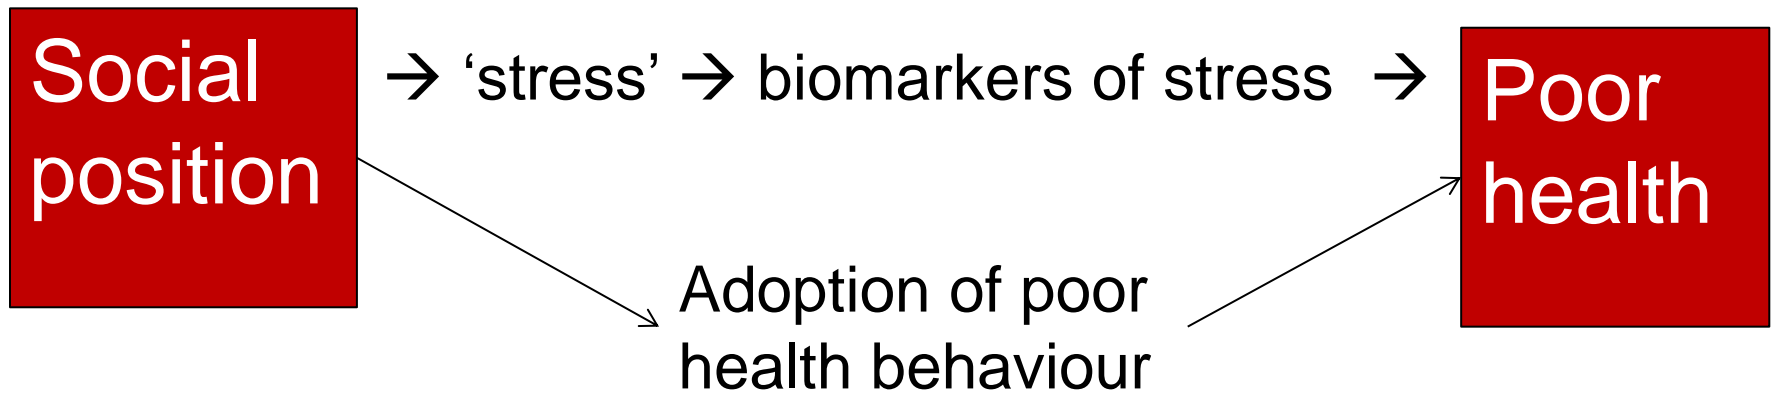 Social
position
→ ‘stress’ → biomarkers of stress →
Poor
health
Adoption of poor
health behaviour